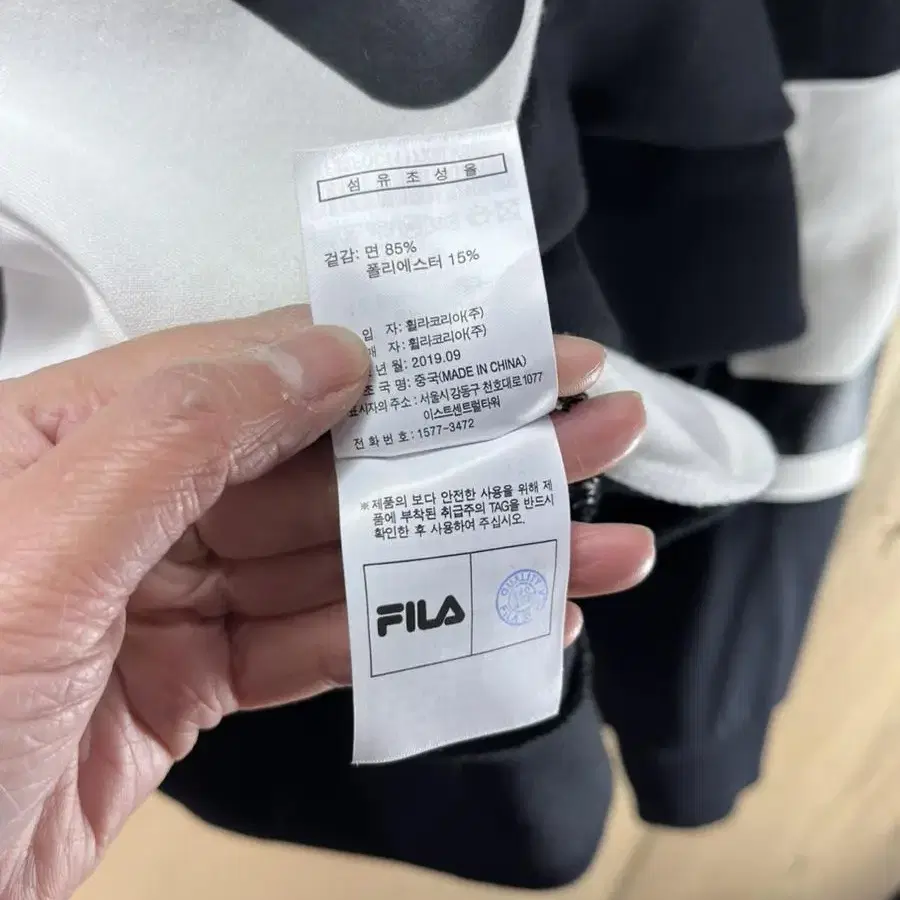 섬유조성율
겉감: 면 85%
폴리에스터 15%
입 자: 휠라코리아(주)
매 자: 휠라코리아(주)
년 월: 2019.09
조 국 명: 중국(MADE IN CHINA)
표시자의 주소: 서울시 강동구 천호대로 1077
이스트센트럴타워
전 화 번 호: 1577-3472
※제품의 보다 안전한 사용을 위해 제
품에 부착된 취급주의 TAG을 반드시
확인한 후 사용하여 주십시오.
FILA
QUALITY